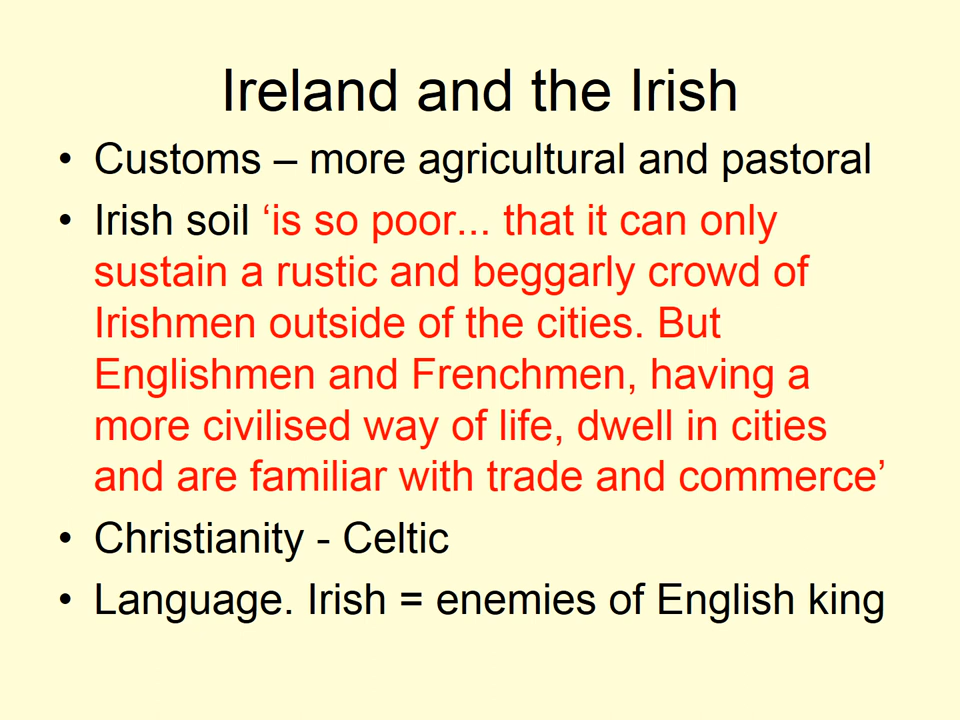 Ireland and the Irish
• Customs – more agricultural and pastoral
• Irish soil ‘is so poor... that it can only
sustain a rustic and beggarly crowd of
Irishmen outside of the cities. But
Englishmen and Frenchmen, having a
more civilised way of life, dwell in cities
and are familiar with trade and commerce’
• Christianity - Celtic
• Language. Irish = enemies of English king